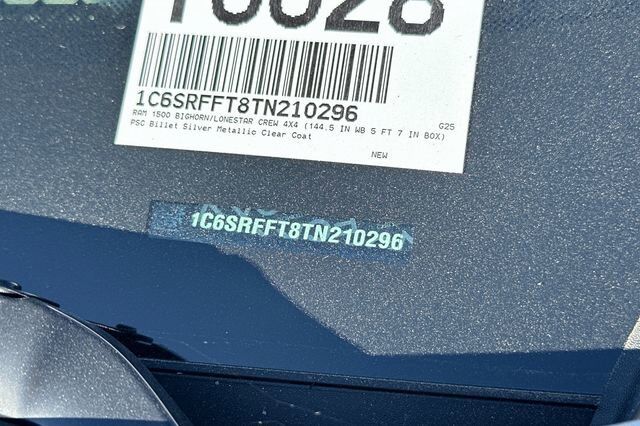 1C6SRFFT8TN210296
G25
RAM 1500 BIGHORN/LONESTAR CREW 4X4 (144.5 IN WB 5 FT 7 IN BOX)
PSC Billet Silver Metallic Clear Coat
NEW
1C6SRFFT8TN210296